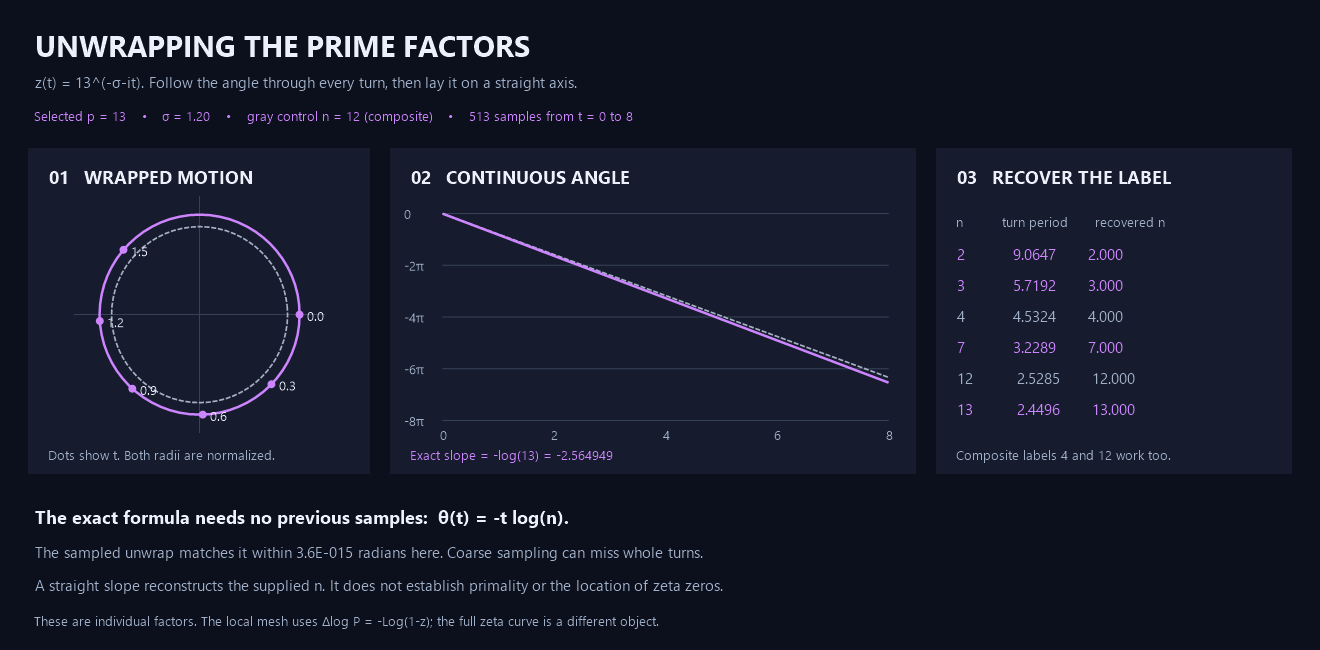 UNWRAPPING THE PRIME FACTORS
z(t) = 13^(-σ-it). Follow the angle through every turn, then lay it on a straight axis.
Selected p = 13 • σ = 1.20 • gray control n = 12 (composite) • 513 samples from t = 0 to 8
01 WRAPPED MOTION
1.5
1.2
0.0
0.9
0.3
0.6
Dots show t. Both radii are normalized.
02 CONTINUOUS ANGLE
0
-2π
-4π
-6π
-8π
0 2 4 6 8
Exact slope = -log(13) = -2.564949
03 RECOVER THE LABEL
n turn period recovered n
2 9.0647 2.000
3 5.7192 3.000
4 4.5324 4.000
7 3.2289 7.000
12 2.5285 12.000
13 2.4496 13.000
Composite labels 4 and 12 work too.
The exact formula needs no previous samples: θ(t) = -t log(n).
The sampled unwrap matches it within 3.6E-015 radians here. Coarse sampling can miss whole turns.
A straight slope reconstructs the supplied n. It does not establish primality or the location of zeta zeros.
These are individual factors. The local mesh uses Δlog P = -Log(1-z); the full zeta curve is a different object.